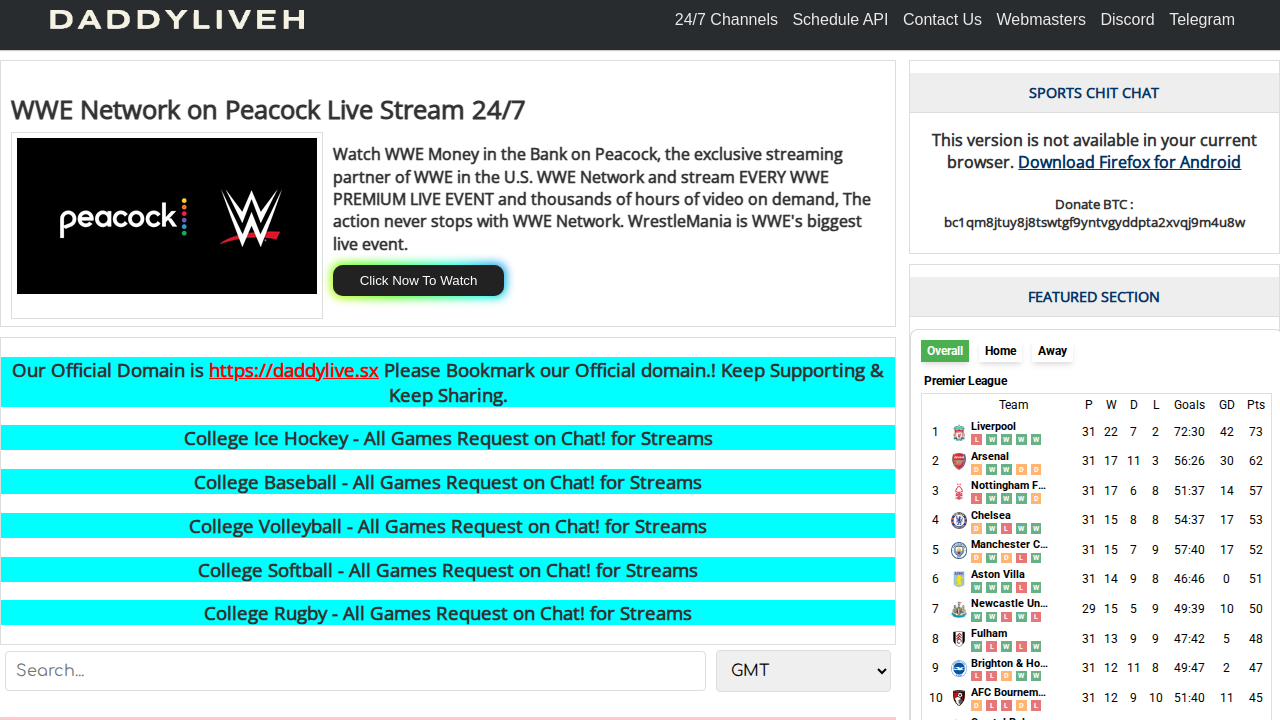 DADDYLIVEH
24/7 Channels Schedule API Contact Us Webmasters Discord Telegram
WWE Network on Peacock Live Stream 24/7
peacock W
Watch WWE Money in the Bank on Peacock, the exclusive streaming
partner of WWE in the U.S. WWE Network and stream EVERY WWE
PREMIUM LIVE EVENT and thousands of hours of video on demand, The
action never stops with WWE Network. WrestleMania is WWE's biggest
live event.
Click Now To Watch
Our Official Domain is https://daddylive.sx Please Bookmark our Official domain.! Keep Supporting &
Keep Sharing.
College Ice Hockey - All Games Request on Chat! for Streams
College Baseball - All Games Request on Chat! for Streams
College Volleyball - All Games Request on Chat! for Streams
College Softball - All Games Request on Chat! for Streams
College Rugby - All Games Request on Chat! for Streams
Search...
GMT
SPORTS CHIT CHAT
This version is not available in your current
browser. Download Firefox for Android
Donate BTC :
bc1qm8jtuy8j8tswtgf9yntvgyddpta2xvqj9m4u8w
FEATURED SECTION
Overall Home Away
Premier League
Team P W D L Goals GD Pts
1 Liverpool 31 22 7 2 72:30 42 73
L W W W W
2 Arsenal 31 17 11 3 56:26 30 62
D W W D D
3 Nottingham F... 31 17 6 8 51:37 14 57
L W W W D
4 Chelsea 31 15 8 8 54:37 17 53
D W L W W
5 Manchester C... 31 15 7 9 57:40 17 52
D W D L W
6 Aston Villa 31 14 9 8 46:46 0 51
W W W L W
7 Newcastle Un... 29 15 5 9 49:39 10 50
W W L W L
8 Fulham 31 13 9 9 47:42 5 48
W L W L W
9 Brighton & Ho... 31 12 11 8 49:47 2 47
L L D W W
10 AFC Bournem... 31 12 9 10 51:40 11 45
D L L D L